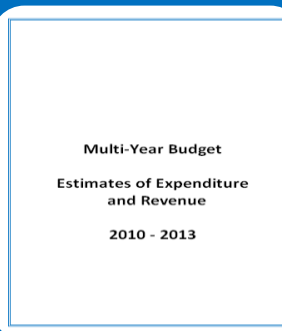 Multi-Year Budget
Estimates of Expenditure
and Revenue
2010 - 2013